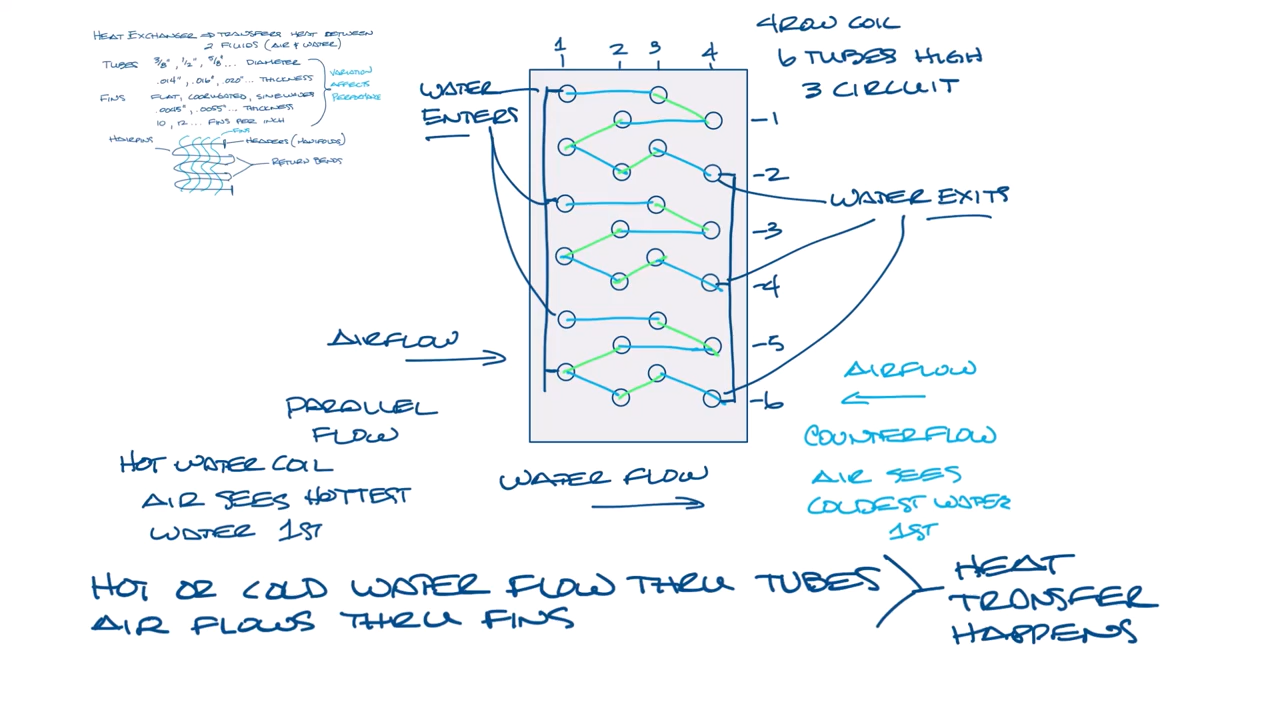 HEAT EXCHANGER ⇒ TRANSFERS HEAT BETWEEN
2 FLUIDS (AIR & WATER)
TUBES 3/8", 1/2", 5/8"... DIAMETER
.014", .016", .020"... THICKNESS
FINS FLAT, CORRUGATED, SINEWAVES
.0045", .0055"... THICKNESS
10, 12... FINS PER INCH
VARIATION
AFFECTS
PERFORMANCE
FINS
HAIRPINS
HEADERS (MANIFOLDS)
RETURN BENDS
4 ROW COIL
6 TUBES HIGH
3 CIRCUIT
1 2 3 4
WATER
ENTERS
-1
-2
-3
-4
-5
-6
WATER EXITS
AIRFLOW
PARALLEL
FLOW
HOT WATER COIL
AIR SEES HOTTEST
WATER 1ST
WATER FLOW
AIRFLOW
COUNTERFLOW
AIR SEES
COLDEST WATER
1ST
HOT OR COLD WATER FLOW THRU TUBES
AIR FLOWS THRU FINS
HEAT
TRANSFER
HAPPENS